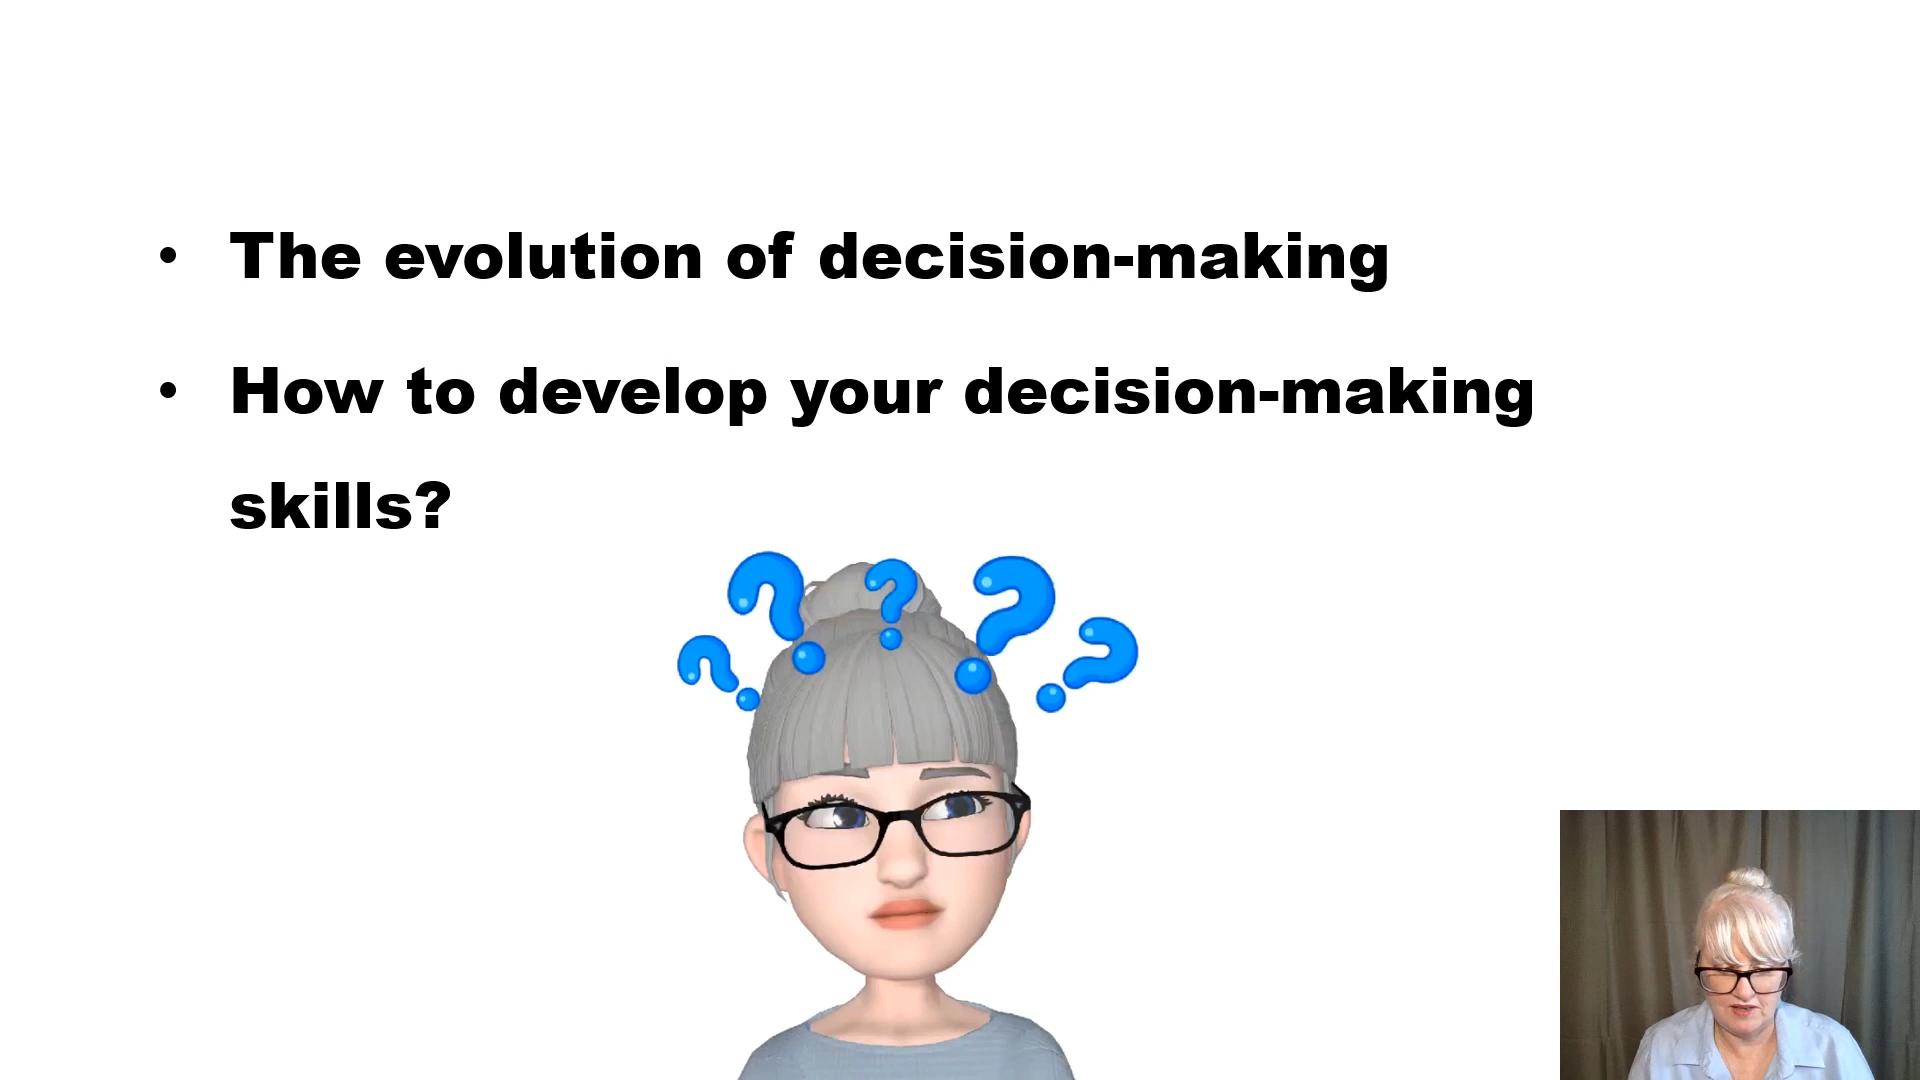 • The evolution of decision-making
• How to develop your decision-making
skills?